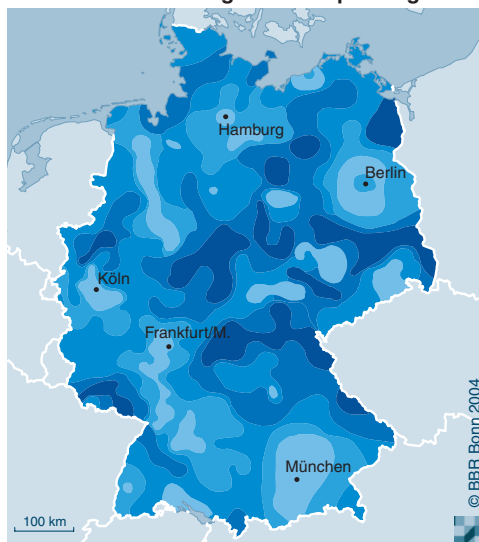 Hamburg
Berlin
Köln
Frankfurt/M.
München
100 km
© BBR Bonn 2004